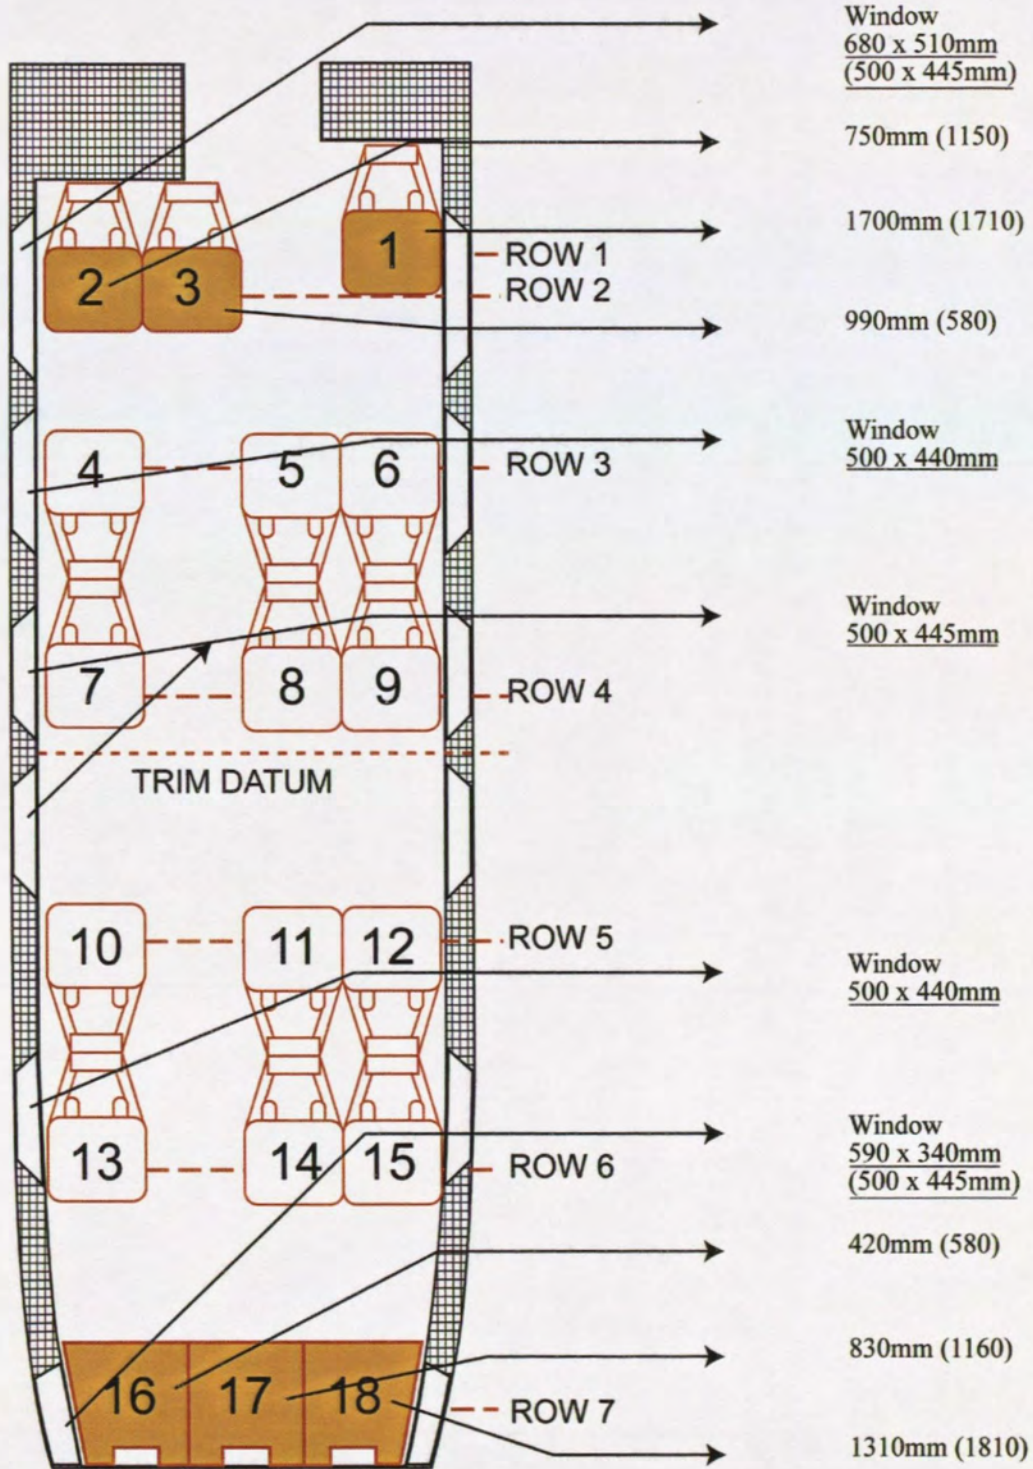 Window
680 x 510mm
(500 x 445mm)
750mm (1150)
1700mm (1710)
1
ROW 1
2 3
ROW 2
990mm (580)
Window
500 x 440mm
4 5 6 ROW 3
Window
500 x 445mm
7 8 9 ROW 4
TRIM DATUM
10 11 12 ROW 5
Window
500 x 440mm
Window
590 x 340mm
(500 x 445mm)
13 14 15 ROW 6
420mm (580)
830mm (1160)
16 17 18 ROW 7
1310mm (1810)